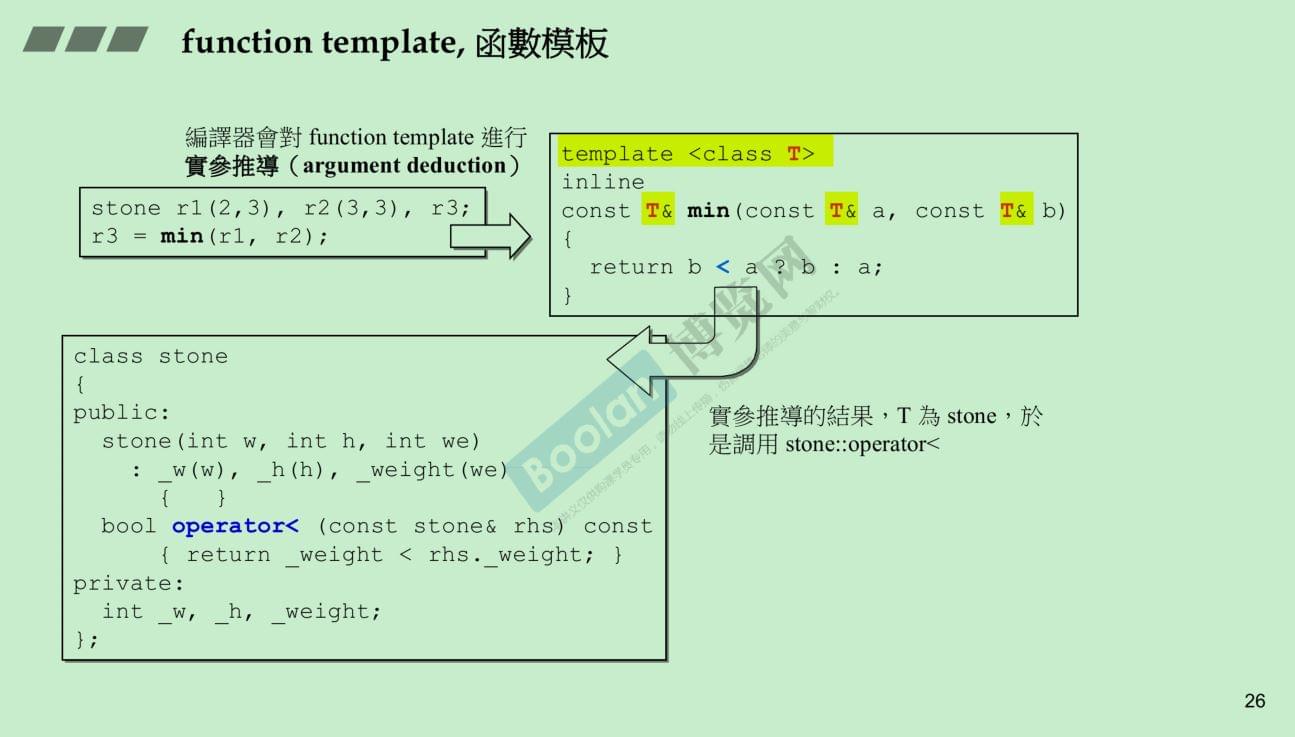 function template, 函數模板
編譯器會對 function template 進行
實參推導（argument deduction）
stone r1(2,3), r2(3,3), r3;
r3 = min(r1, r2);
template <class T>
inline
const T& min(const T& a, const T& b)
{
return b < a ? b : a;
}
class stone
{
public:
stone(int w, int h, int we)
: _w(w), _h(h), _weight(we)
{ }
bool operator< (const stone& rhs) const
{ return _weight < rhs._weight; }
private:
int _w, _h, _weight;
};
實參推導的結果，T 為 stone，於
是調用 stone::operator<
Boolan 博览网
26